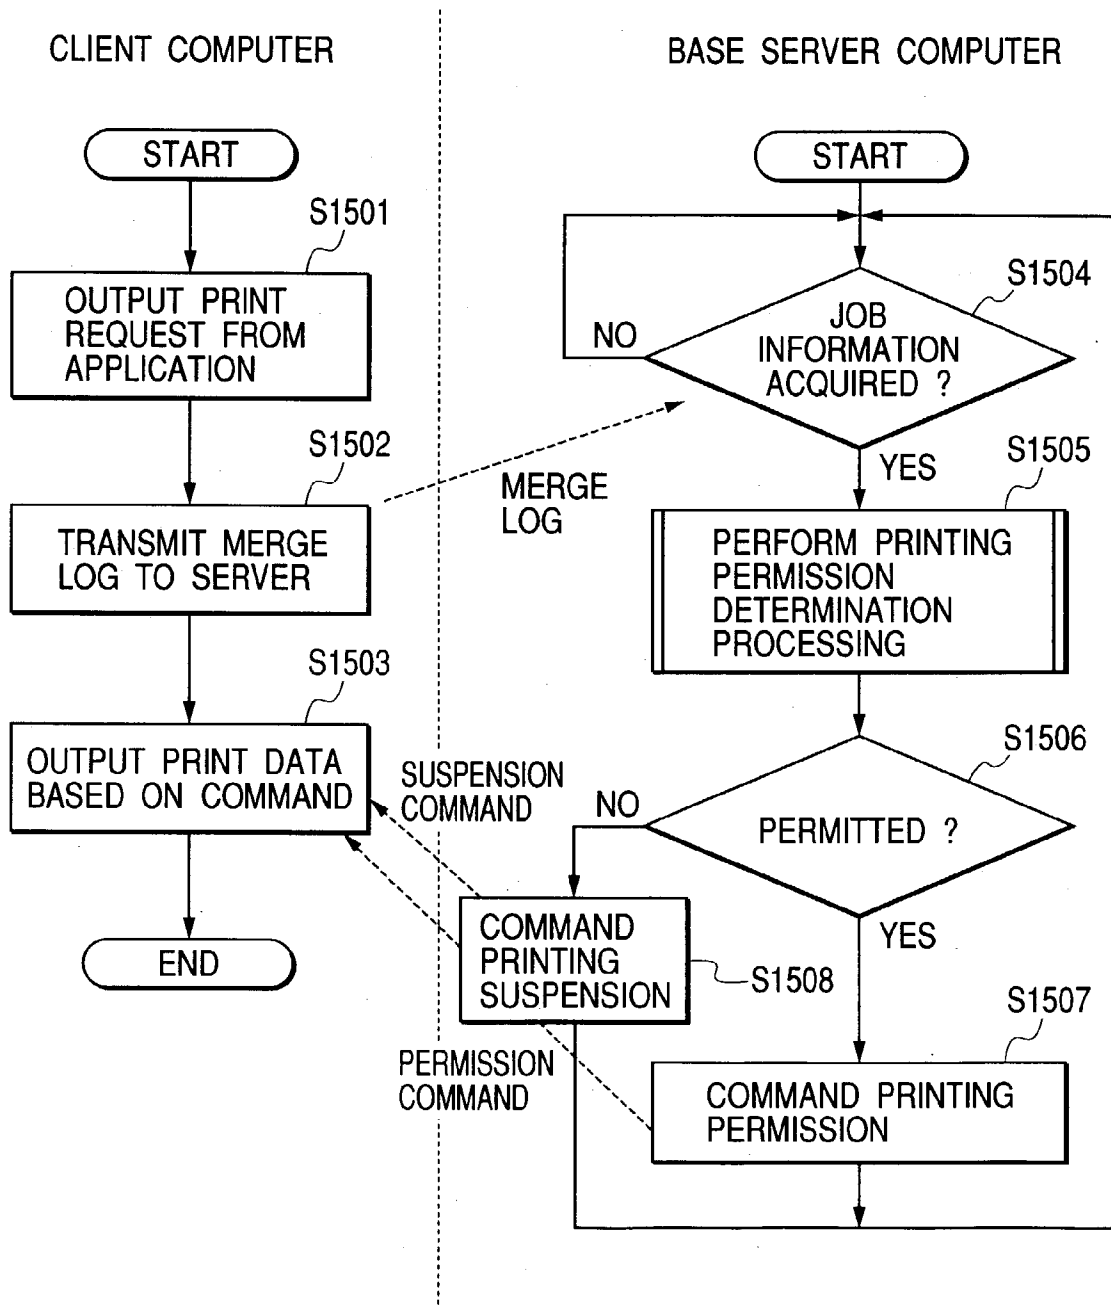 CLIENT COMPUTER
START
S1501
OUTPUT PRINT
REQUEST FROM
APPLICATION
S1502
TRANSMIT MERGE
LOG TO SERVER
S1503
OUTPUT PRINT DATA
BASED ON COMMAND
END
MERGE
LOG
SUSPENSION
COMMAND
PERMISSION
COMMAND
BASE SERVER COMPUTER
START
S1504
JOB
INFORMATION
ACQUIRED ?
NO
YES
S1505
PERFORM PRINTING
PERMISSION
DETERMINATION
PROCESSING
S1506
PERMITTED ?
NO
YES
COMMAND
PRINTING
SUSPENSION
S1508
S1507
COMMAND PRINTING
PERMISSION